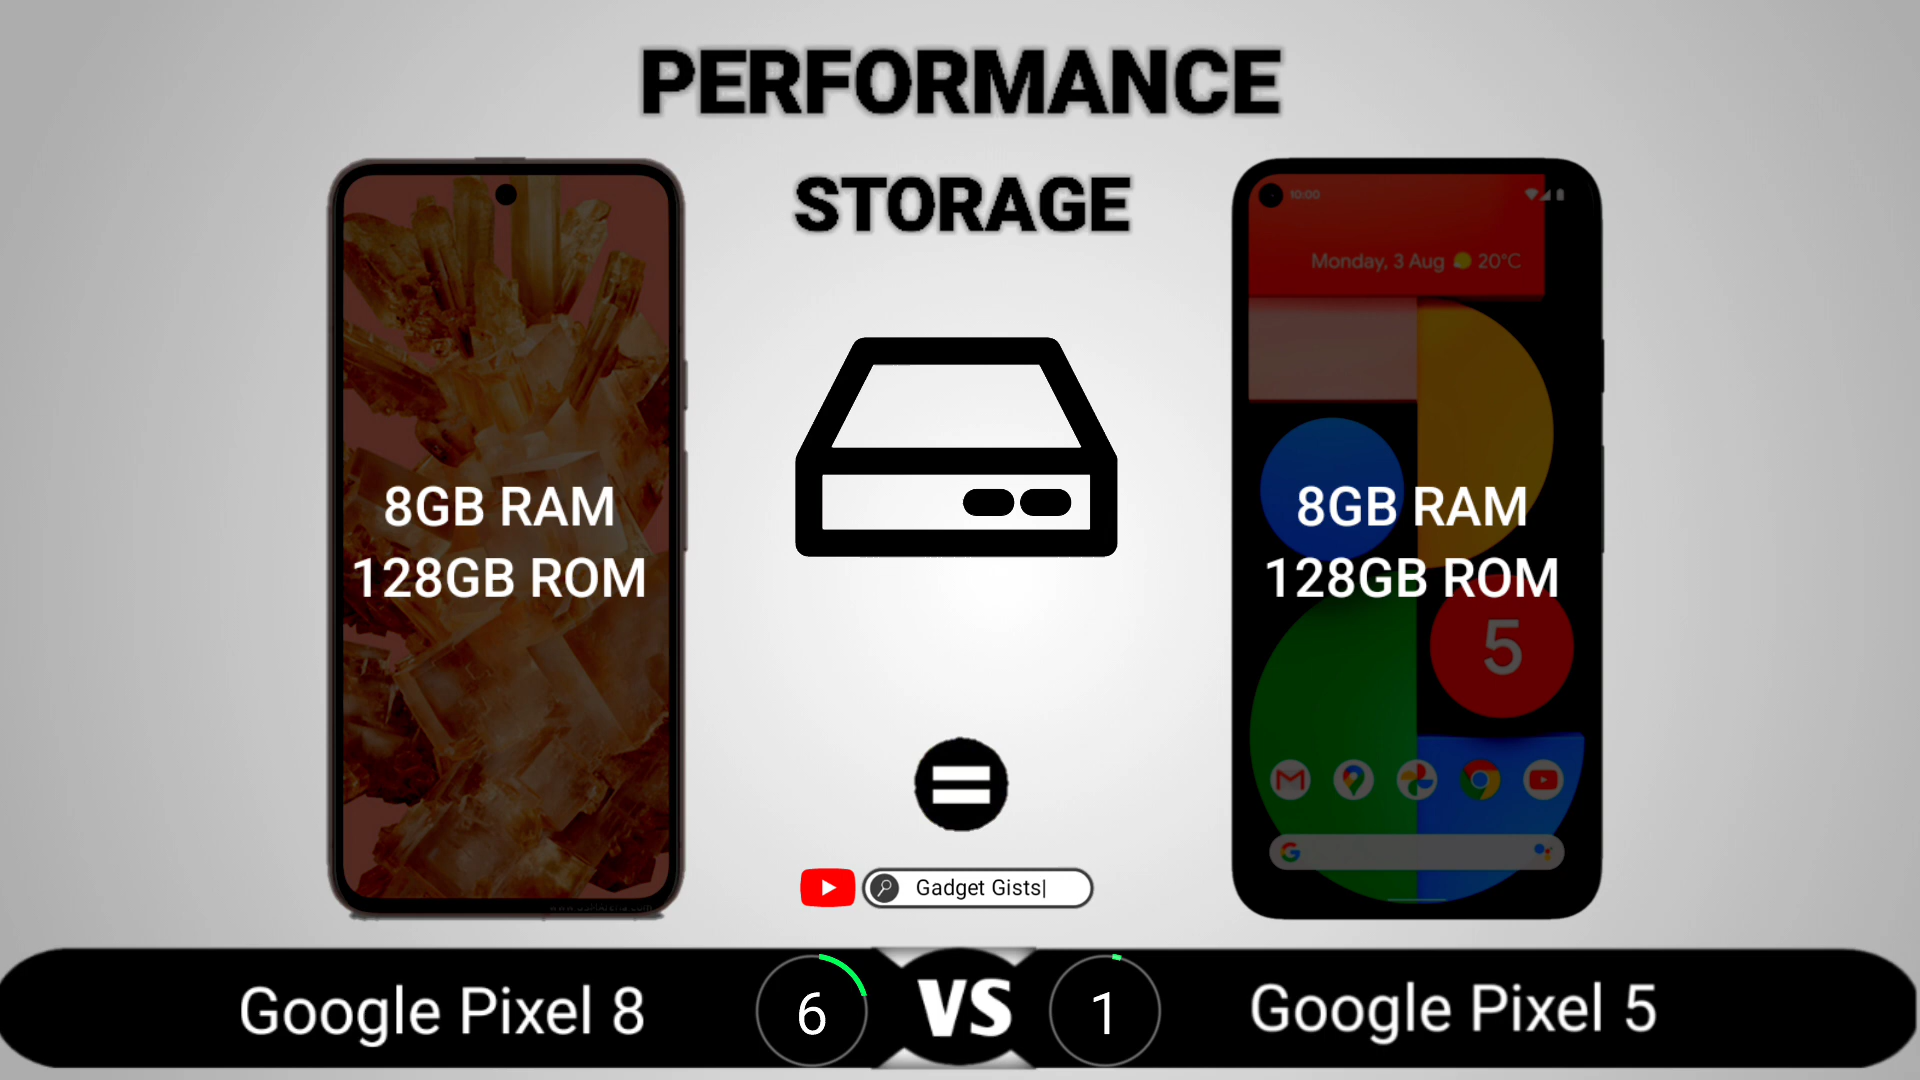 PERFORMANCE
STORAGE
10:00
Monday, 3 Aug 20°C
8GB RAM
128GB ROM
8GB RAM
128GB ROM
5
Gadget Gists|
Google Pixel 8
6
VS
1
Google Pixel 5